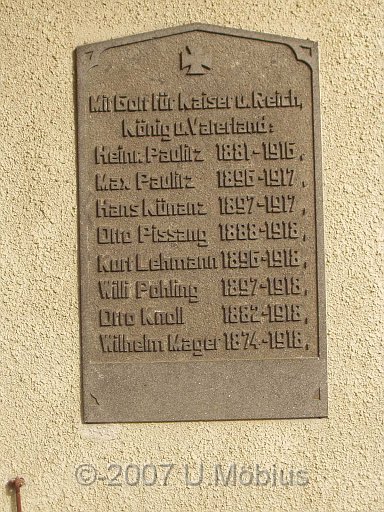 Mit Gott für Kaiser u. Reich,
König u. Vaterland:
Heinr. Paulitz 1881-1916,
Max Paulitz 1896-1917,
Hans Künanz 1897-1917,
Otto Pissang 1888-1918,
Kurt Lehmann 1896-1918,
Willi Pohling 1897-1918,
Otto Knoll 1882-1918,
Wilhelm Mager 1874-1918,
©-2007 U Möbius